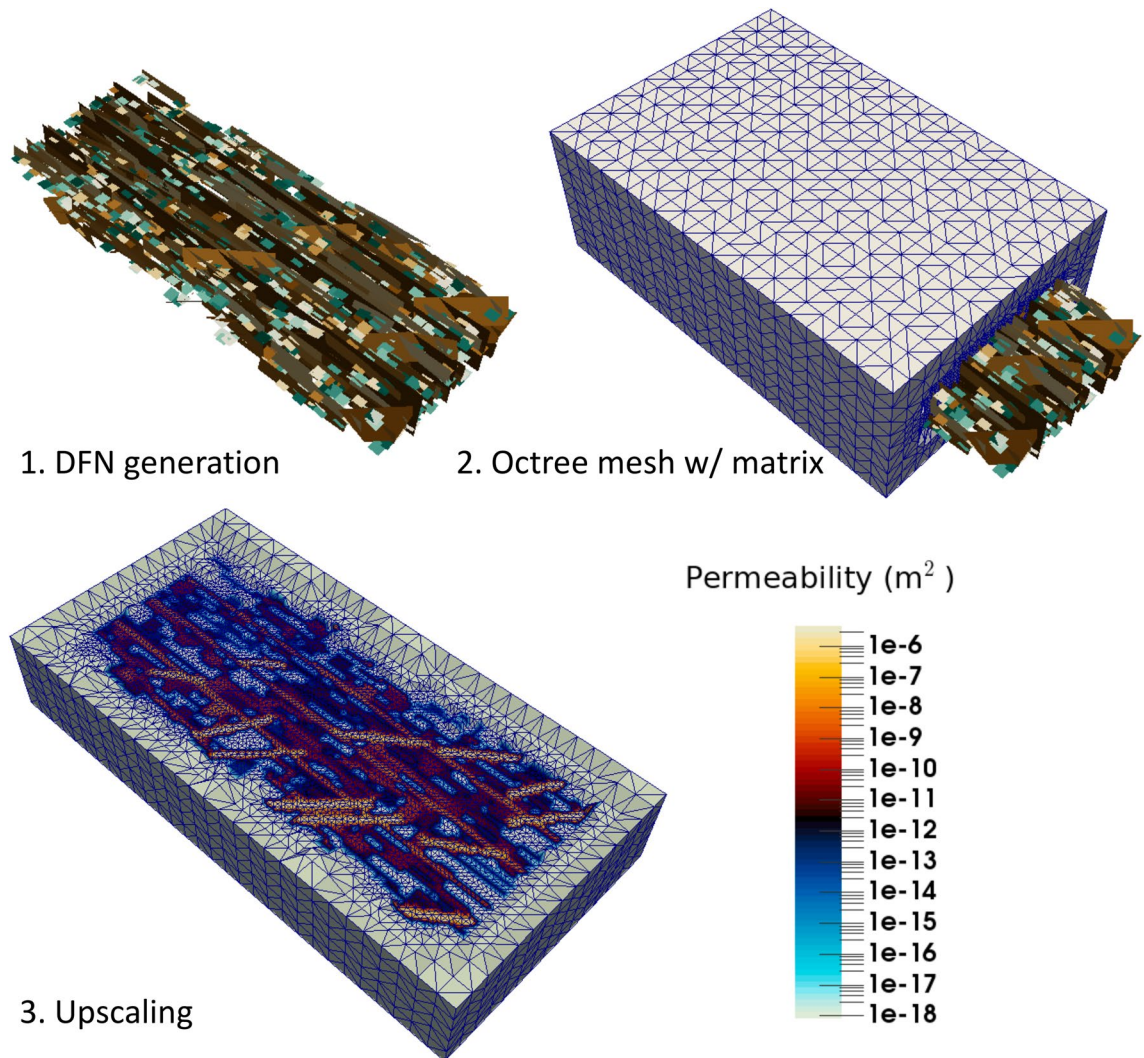 1. DFN generation
2. Octree mesh w/ matrix
Permeability (m² )
1e-6
1e-7
1e-8
1e-9
1e-10
1e-11
1e-12
1e-13
1e-14
1e-15
1e-16
1e-17
1e-18
3. Upscaling